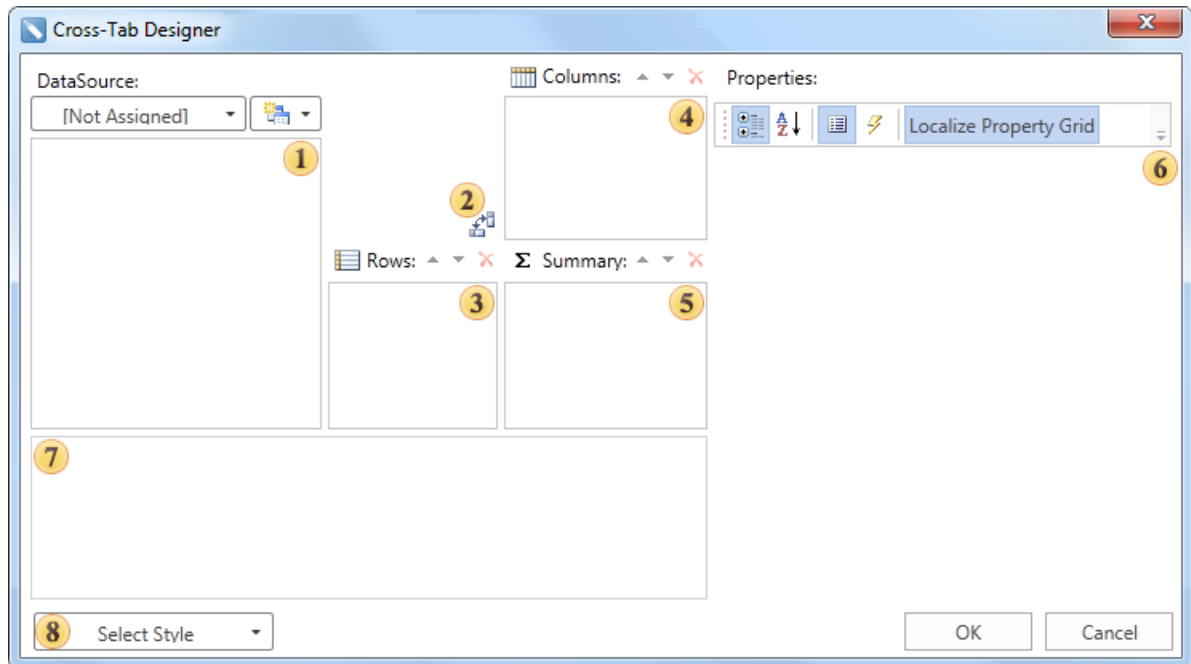 Cross-Tab Designer
X
DataSource:
Columns:
Properties:
[Not Assigned]
4
A
Z
Localize Property Grid
1
6
2
Rows:
Σ Summary:
3
5
7
8
Select Style
OK
Cancel